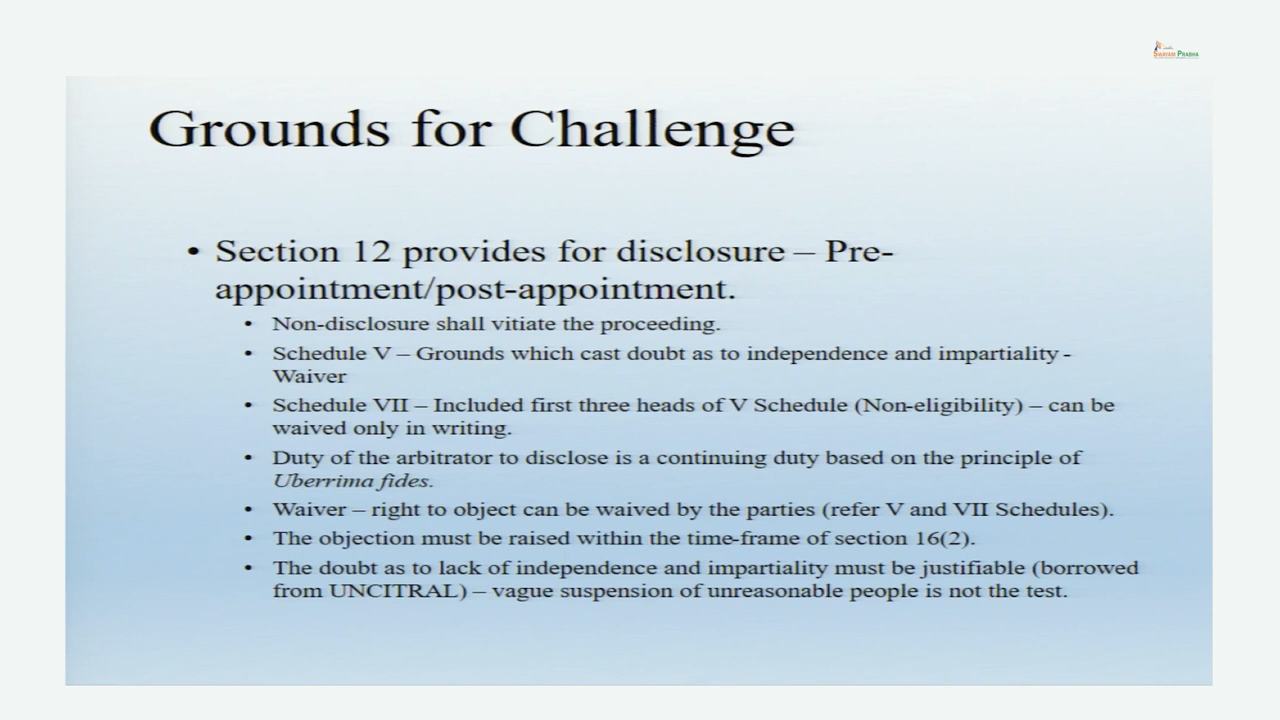 SWAYAM PRABHA
Grounds for Challenge
• Section 12 provides for disclosure – Pre-
appointment/post-appointment.
• Non-disclosure shall vitiate the proceeding.
• Schedule V – Grounds which cast doubt as to independence and impartiality -
Waiver
• Schedule VII – Included first three heads of V Schedule (Non-eligibility) – can be
waived only in writing.
• Duty of the arbitrator to disclose is a continuing duty based on the principle of
Uberrima fides.
• Waiver – right to object can be waived by the parties (refer V and VII Schedules).
• The objection must be raised within the time-frame of section 16(2).
• The doubt as to lack of independence and impartiality must be justifiable (borrowed
from UNCITRAL) – vague suspension of unreasonable people is not the test.